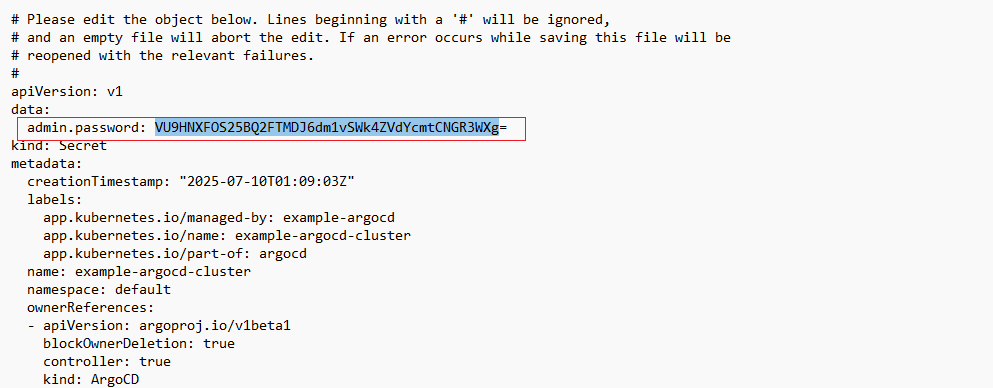 # Please edit the object below. Lines beginning with a '#' will be ignored,
# and an empty file will abort the edit. If an error occurs while saving this file will be
# reopened with the relevant failures.
#
apiVersion: v1
data:
  admin.password: VU9HNXFOS25BQ2FTMDJ6dm1vSWk4ZVdYcmtCNGR3WXg=
kind: Secret
metadata:
  creationTimestamp: "2025-07-10T01:09:03Z"
  labels:
    app.kubernetes.io/managed-by: example-argocd
    app.kubernetes.io/name: example-argocd-cluster
    app.kubernetes.io/part-of: argocd
  name: example-argocd-cluster
  namespace: default
  ownerReferences:
  - apiVersion: argoproj.io/v1beta1
    blockOwnerDeletion: true
    controller: true
    kind: ArgoCD